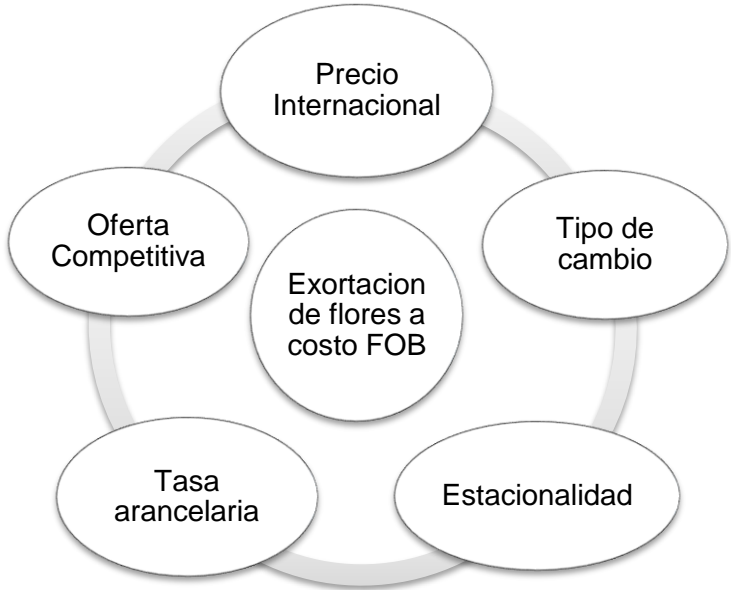 Precio
Internacional
Tipo de
cambio
Estacionalidad
Tasa
arancelaria
Oferta
Competitiva
Exortacion
de flores a
costo FOB